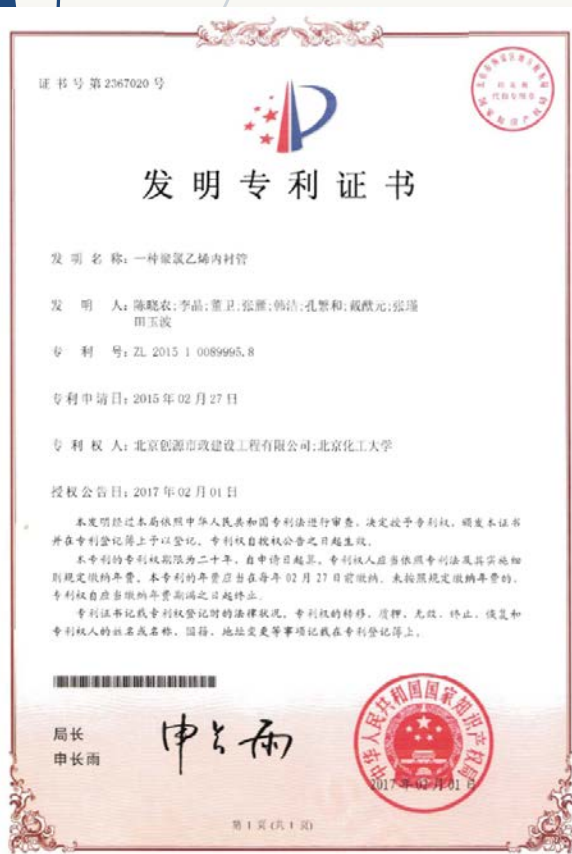 证书号第2367020号
发明专利证书
发明名称:一种聚氯乙烯内衬管
发明人:陈晓农;李晶;董卫;张雁;韩洁;孔繁和;戴猷元;张瑾
田玉波
专利号:ZL 2015 1 0089995.8
专利申请日:2015年02月27日
专利权人:北京创源市政建设工程有限公司;北京化工大学
授权公告日:2017年02月01日
本发明经过本局依照中华人民共和国专利法进行审查,决定授予专利权,颁发本证书
并在专利登记簿上予以登记。专利权自授权公告之日起生效。
本专利的专利权期限为二十年,自申请日起算。专利权人应当依照专利法及其实施细
则规定缴纳年费。本专利的年费应当在每年02月27日前缴纳。未按照规定缴纳年费的,
专利权自应当缴纳年费期满之日起终止。
专利证书记载专利权登记时的法律状况。专利权的转移、质押、无效、终止、恢复和
专利权人的姓名或名称、国籍、地址变更等事项记载在专利登记簿上。
局长
申长雨
申长雨
中华人民共和国国家知识产权局
2017年02月01日
第1页(共1页)